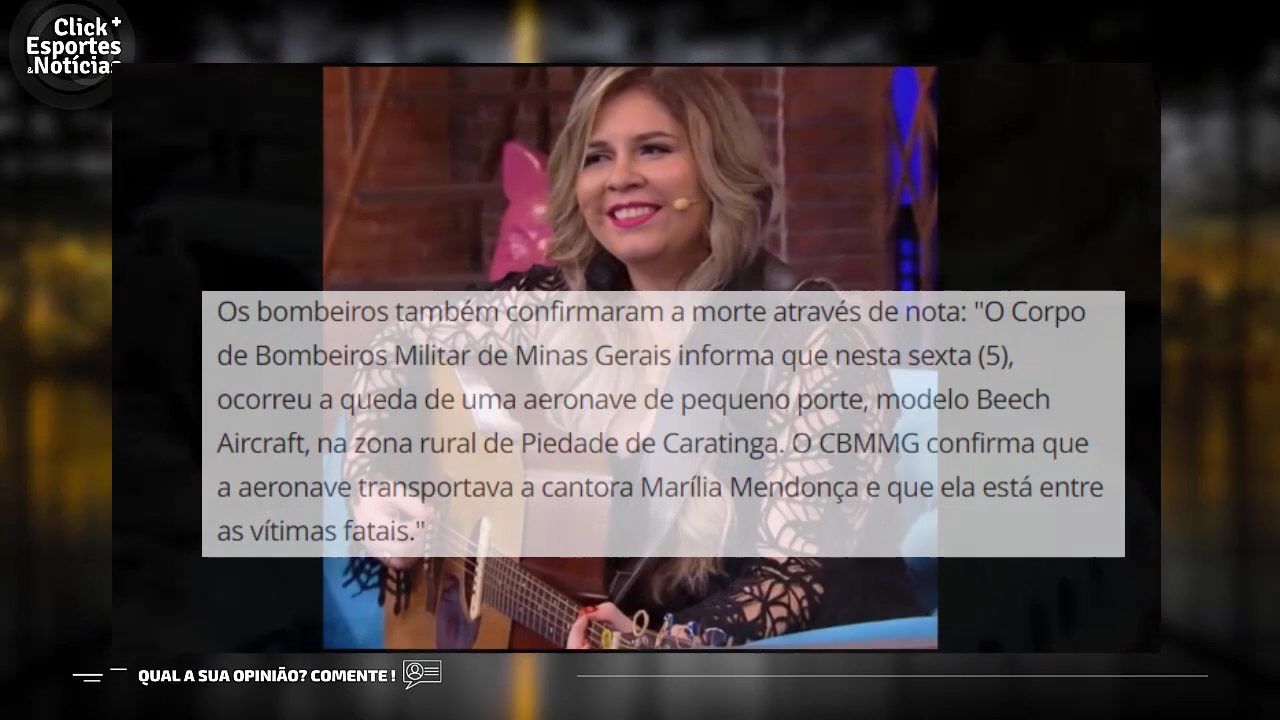 Click+
Esportes
&Notícias
Os bombeiros também confirmaram a morte através de nota: "O Corpo
de Bombeiros Militar de Minas Gerais informa que nesta sexta (5),
ocorreu a queda de uma aeronave de pequeno porte, modelo Beech
Aircraft, na zona rural de Piedade de Caratinga. O CBMMG confirma que
a aeronave transportava a cantora Marília Mendonça e que ela está entre
as vítimas fatais."
QUAL A SUA OPINIÃO? COMENTE !